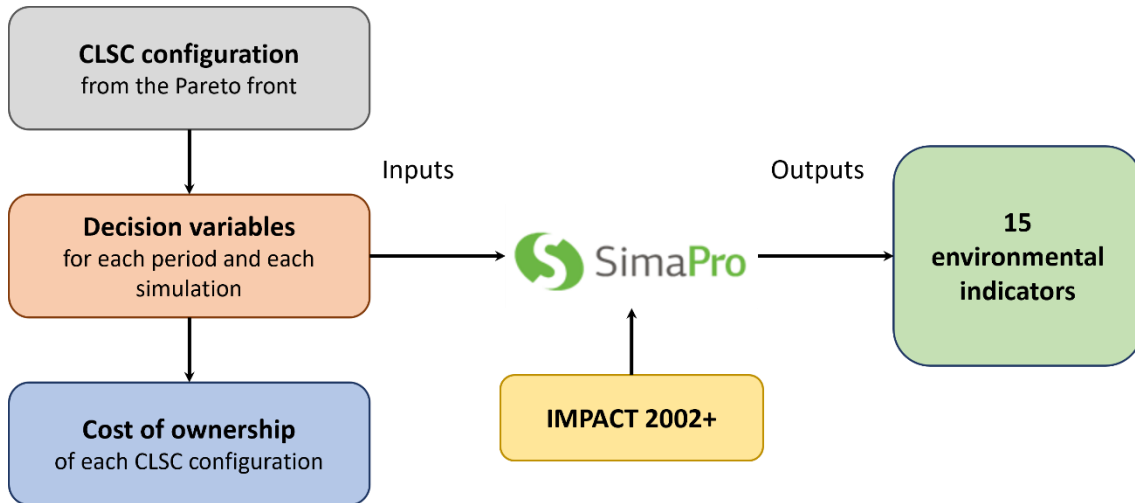 CLSC configuration
from the Pareto front
Inputs
Outputs
Decision variables
for each period and each
simulation
SimaPro
15
environmental
indicators
Cost of ownership
of each CLSC configuration
IMPACT 2002+